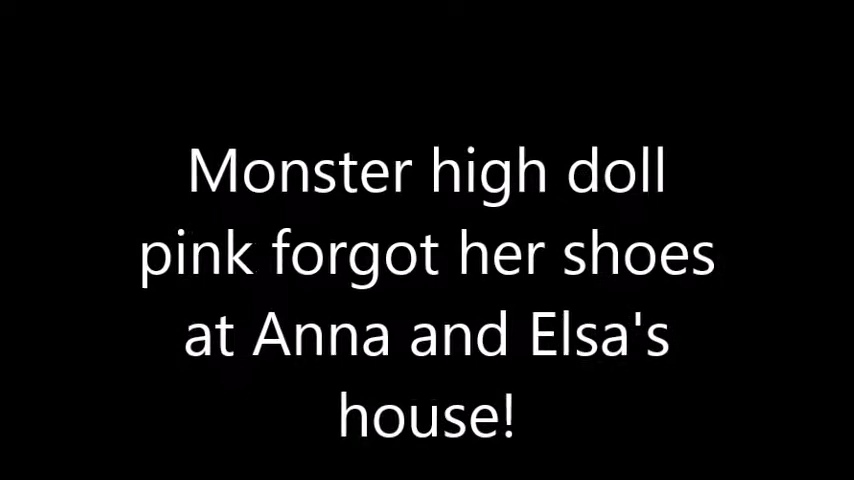 Monster high doll
pink forgot her shoes
at Anna and Elsa's
house!